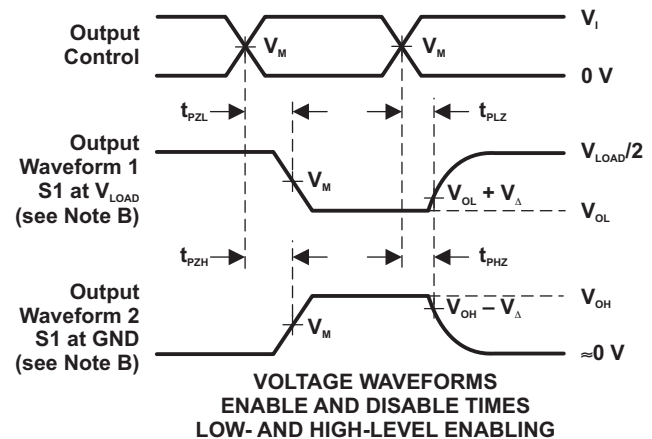 Output
Control
V_M
V_M
V_I
0 V
t_PZL
t_PLZ
Output
Waveform 1
S1 at V_LOAD
(see Note B)
V_M
V_OL + V_Δ
V_LOAD/2
V_OL
t_PZH
t_PHZ
Output
Waveform 2
S1 at GND
(see Note B)
V_M
V_OH – V_Δ
V_OH
≈0 V
VOLTAGE WAVEFORMS
ENABLE AND DISABLE TIMES
LOW- AND HIGH-LEVEL ENABLING